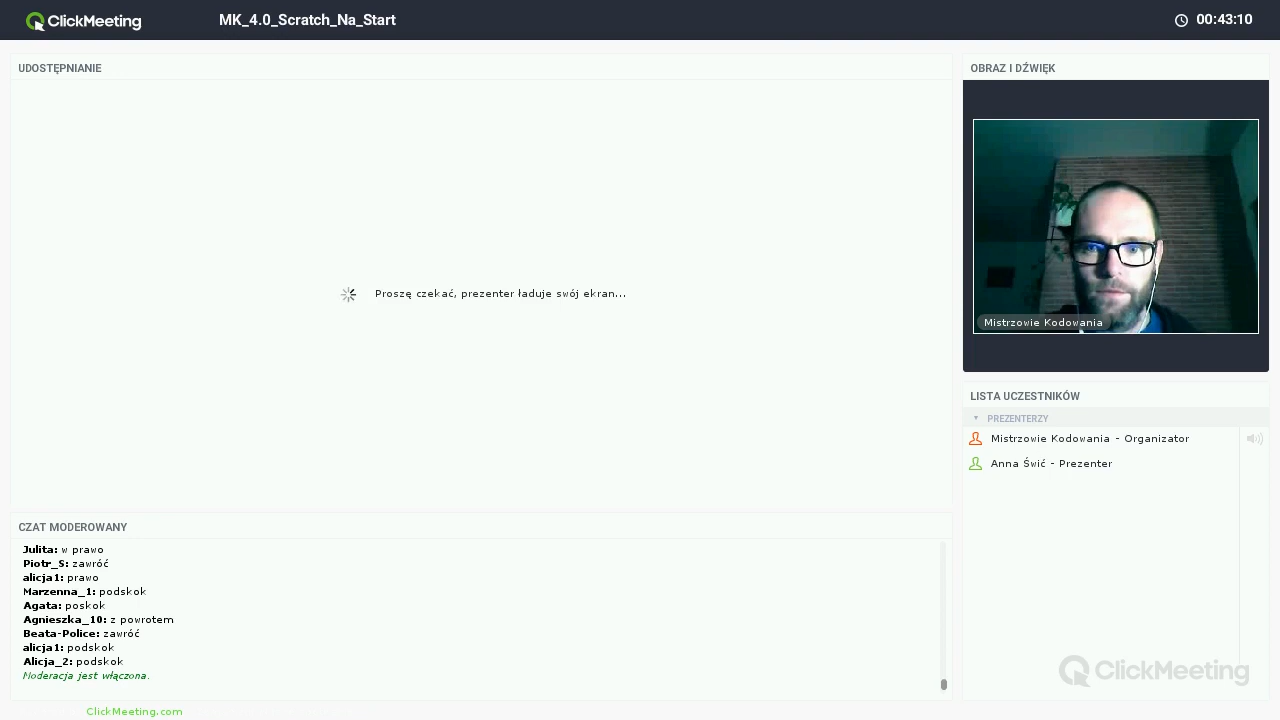 ClickMeeting
MK_4.0_Scratch_Na_Start
00:43:10
UDOSTĘPNIANIE
Proszę czekać, prezenter ładuje swój ekran...
OBRAZ I DŹWIĘK
Mistrzowie Kodowania
LISTA UCZESTNIKÓW
PREZENTERZY
Mistrzowie Kodowania - Organizator
Anna Świć - Prezenter
CZAT MODEROWANY
Julita: w prawo
Piotr_S: zawróć
alicja1: prawo
Marzenna_1: podskok
Agata: poskok
Agnieszka_10: z powrotem
Beata-Police: zawróć
alicja1: podskok
Alicja_2: podskok
Moderacja jest włączona.
ClickMeeting
ClickMeeting.com